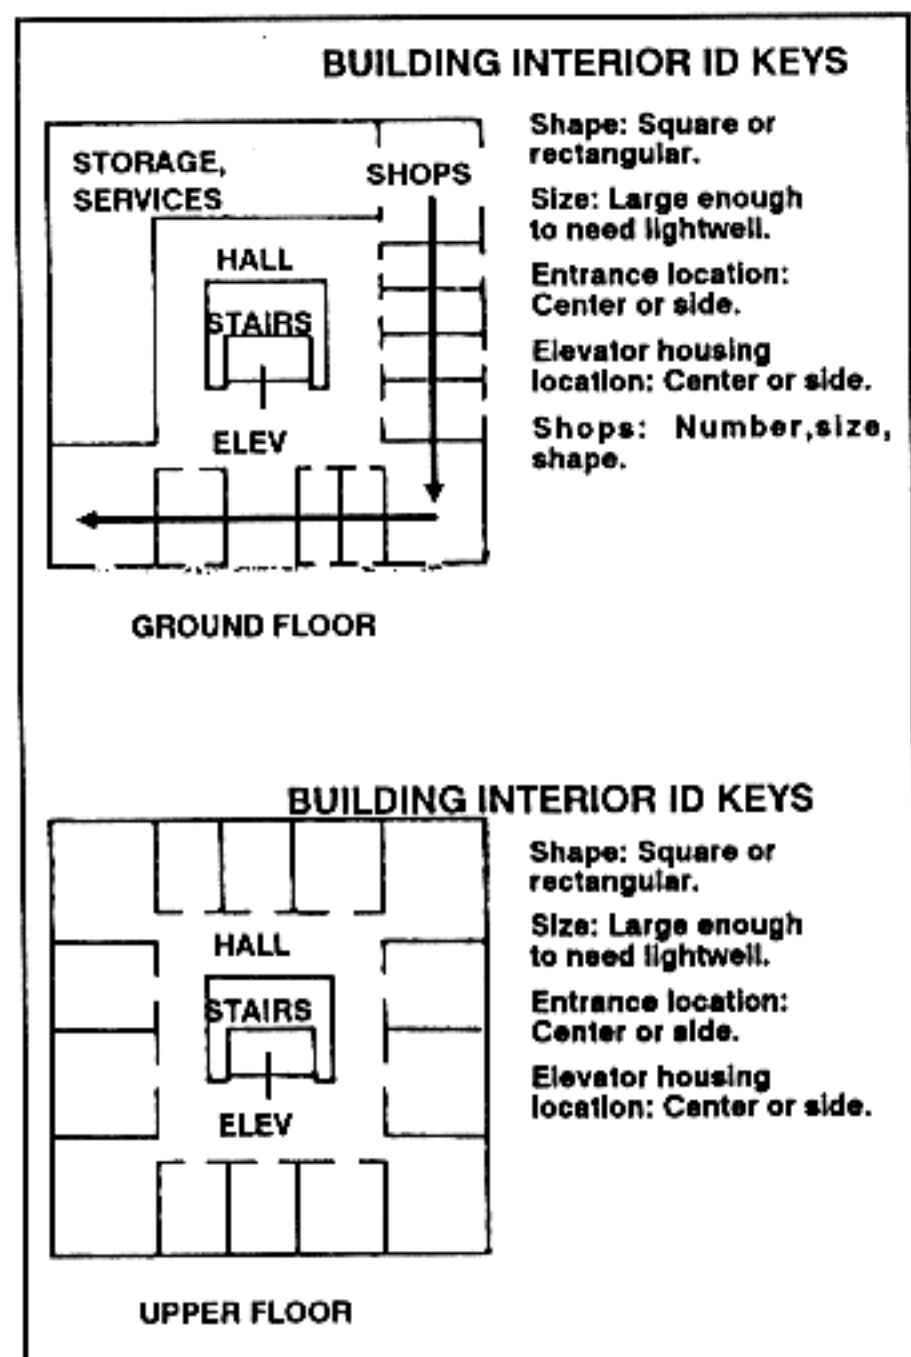 BUILDING INTERIOR ID KEYS
STORAGE,
SERVICES
SHOPS
HALL
STAIRS
ELEV
GROUND FLOOR
Shape: Square or
rectangular.
Size: Large enough
to need lightwell.
Entrance location:
Center or side.
Elevator housing
location: Center or side.
Shops: Number,size,
shape.
BUILDING INTERIOR ID KEYS
HALL
STAIRS
ELEV
UPPER FLOOR
Shape: Square or
rectangular.
Size: Large enough
to need lightwell.
Entrance location:
Center or side.
Elevator housing
location: Center or side.